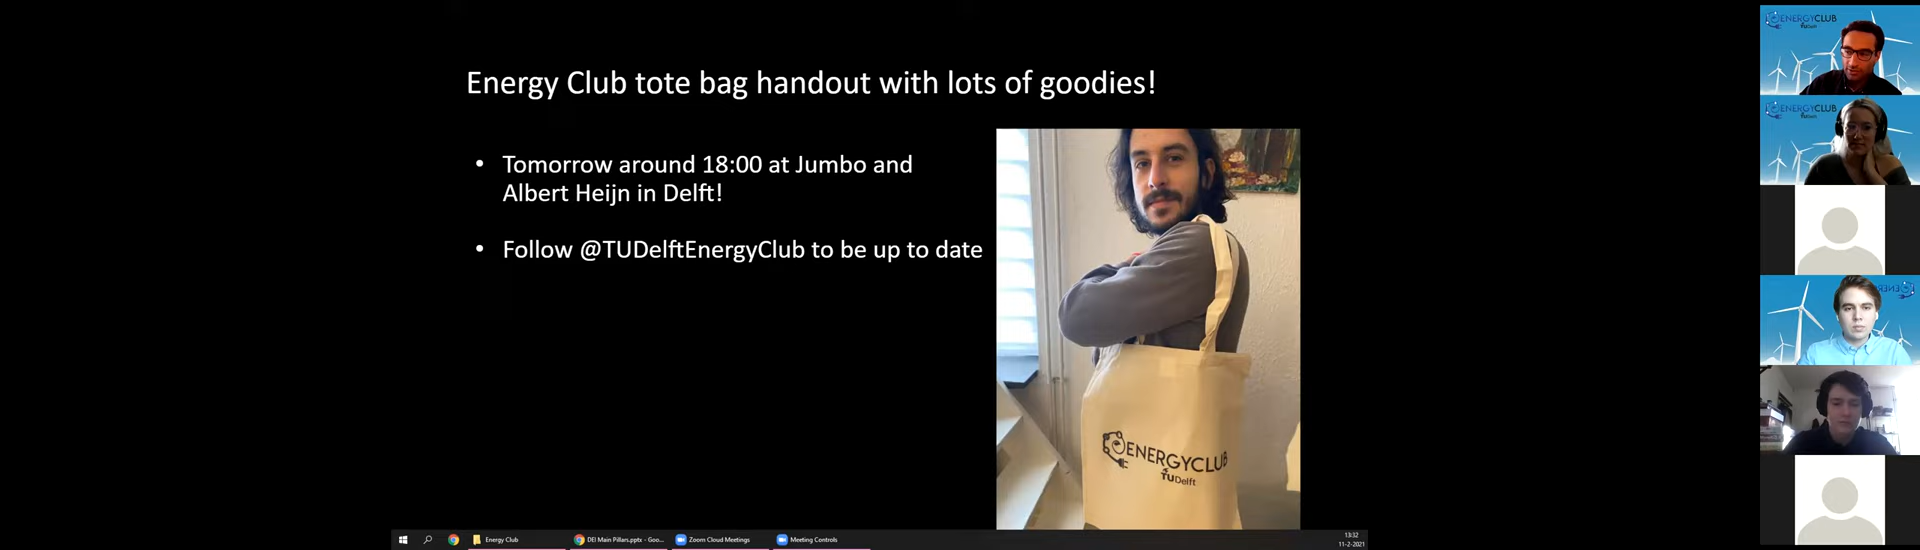 Energy Club tote bag handout with lots of goodies!
• Tomorrow around 18:00 at Jumbo and
Albert Heijn in Delft!
• Follow @TUDelftEnergyClub to be up to date
ENERGYCLUB
TUDelft
ENERGYCLUB
TUDelft
ENERGYCLUB
TUDelft
Energy Club
DEI Main Pillars.pptx - Goo...
Zoom Cloud Meetings
Meeting Controls
13:32
11-2-2021